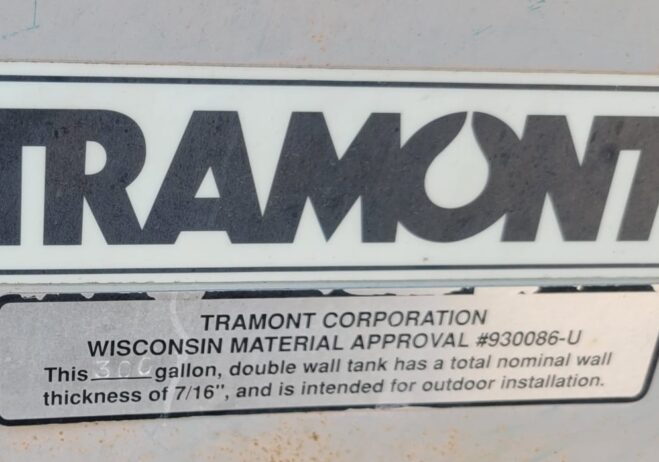 TRAMONT
TRAMONT CORPORATION
WISCONSIN MATERIAL APPROVAL #930086-U
This 300 gallon, double wall tank has a total nominal wall
thickness of 7/16", and is intended for outdoor installation.